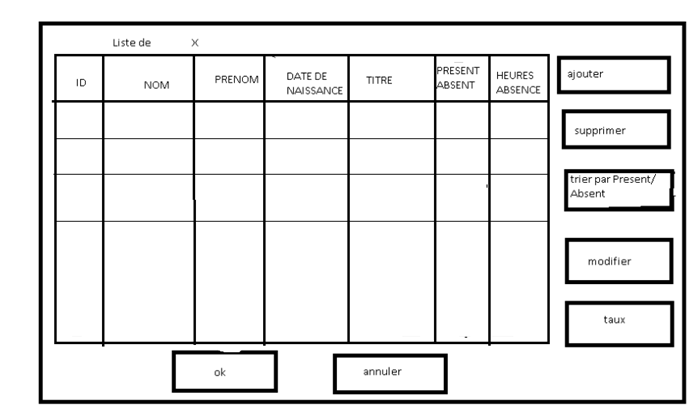 Liste de X
ID
NOM
PRENOM
DATE DE
NAISSANCE
TITRE
PRESENT
ABSENT
HEURES
ABSENCE
ajouter
supprimer
trier par Present/
Absent
modifier
taux
ok
annuler